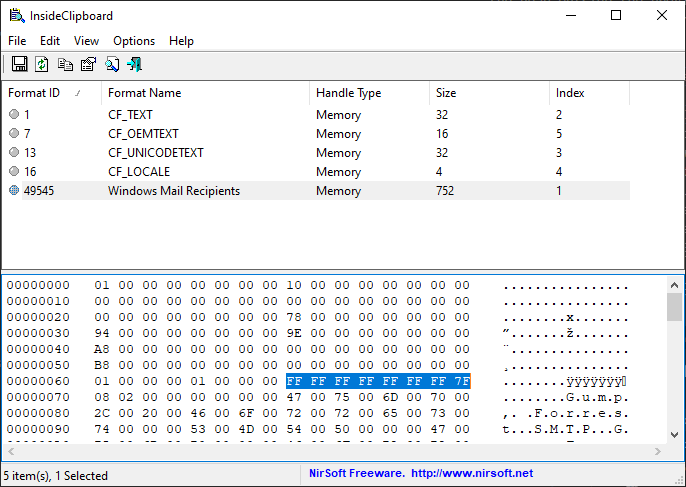 InsideClipboard
File Edit View Options Help
Format ID Format Name Handle Type Size Index
1 CF_TEXT Memory 32 2
7 CF_OEMTEXT Memory 16 5
13 CF_UNICODETEXT Memory 32 3
16 CF_LOCALE Memory 4 4
49545 Windows Mail Recipients Memory 752 1
00000000 01 00 00 00 00 00 00 00 10 00 00 00 00 00 00 00 ................
00000010 00 00 00 00 00 00 00 00 00 00 00 00 00 00 00 00 ................
00000020 00 00 00 00 00 00 00 00 78 00 00 00 00 00 00 00 ........x.......
00000030 94 00 00 00 00 00 00 00 9E 00 00 00 00 00 00 00 ”.......ž.......
00000040 A8 00 00 00 00 00 00 00 00 00 00 00 00 00 00 00 ¨...............
00000050 B8 00 00 00 00 00 00 00 00 00 00 00 00 00 00 00 ¸...............
00000060 01 00 00 00 01 00 00 00 FF FF FF FF FF FF FF 7F ........ÿÿÿÿÿÿÿ
00000070 08 02 00 00 00 00 00 00 47 00 75 00 6D 00 70 00 ........G.u.m.p.
00000080 2C 00 20 00 46 00 6F 00 72 00 72 00 65 00 73 00 ,. .F.o.r.r.e.s.
00000090 74 00 00 00 53 00 4D 00 54 00 50 00 00 00 47 00 t...S.M.T.P...G.
5 item(s), 1 Selected NirSoft Freeware. http://www.nirsoft.net